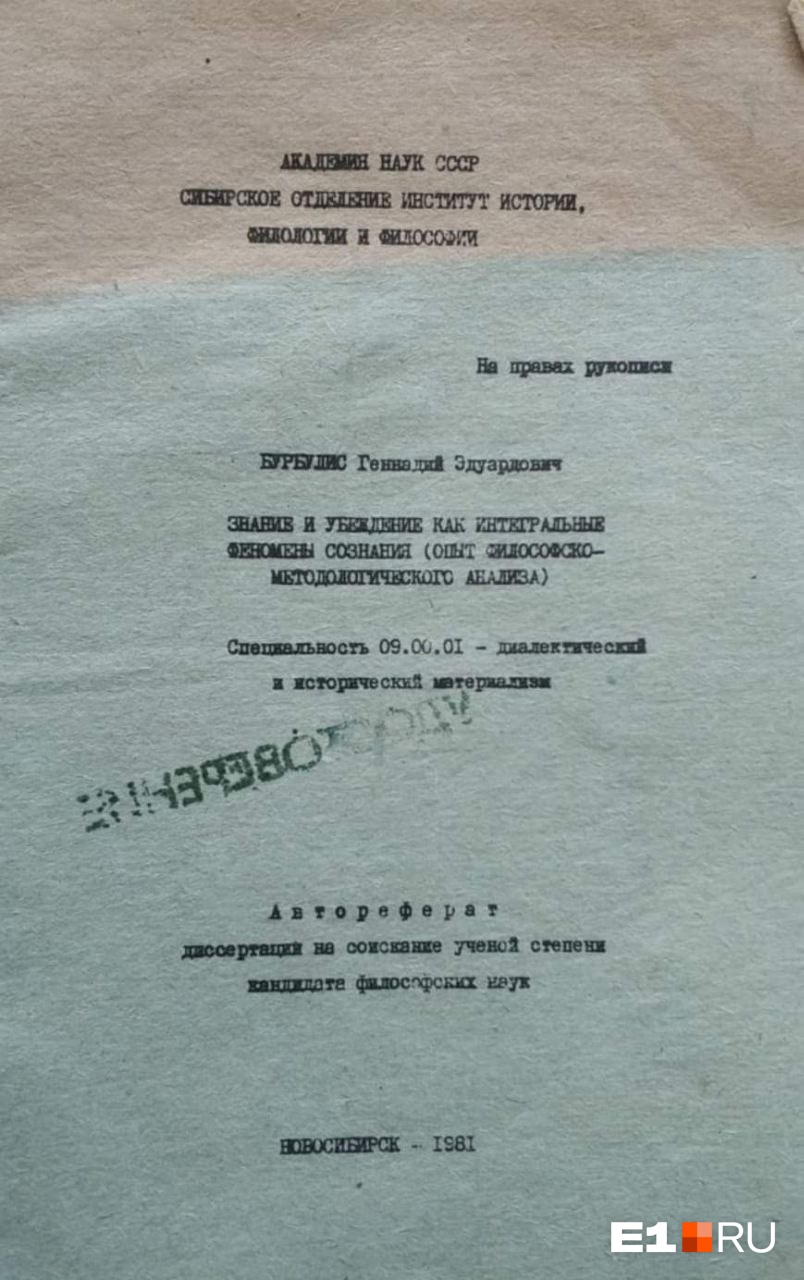 АКАДЕМИЯ НАУК СССР
СИБИРСКОЕ ОТДЕЛЕНИЕ ИНСТИТУТ ИСТОРИИ,
ФИЛОЛОГИИ И ФИЛОСОФИИ
На правах рукописи
БУРБУЛИС Геннадий Эдуардович
ЗНАНИЕ И УБЕЖДЕНИЕ КАК ИНТЕГРАЛЬНЫЕ
ФЕНОМЕНЫ СОЗНАНИЯ (ОПЫТ ФИЛОСОФСКО-
МЕТОДОЛОГИЧЕСКОГО АНАЛИЗА)
Специальность 09.00.01 - диалектический
и исторический материализм
Автореферат
диссертации на соискание ученой степени
кандидата философских наук
НОВОСИБИРСК - 1981
E1 RU